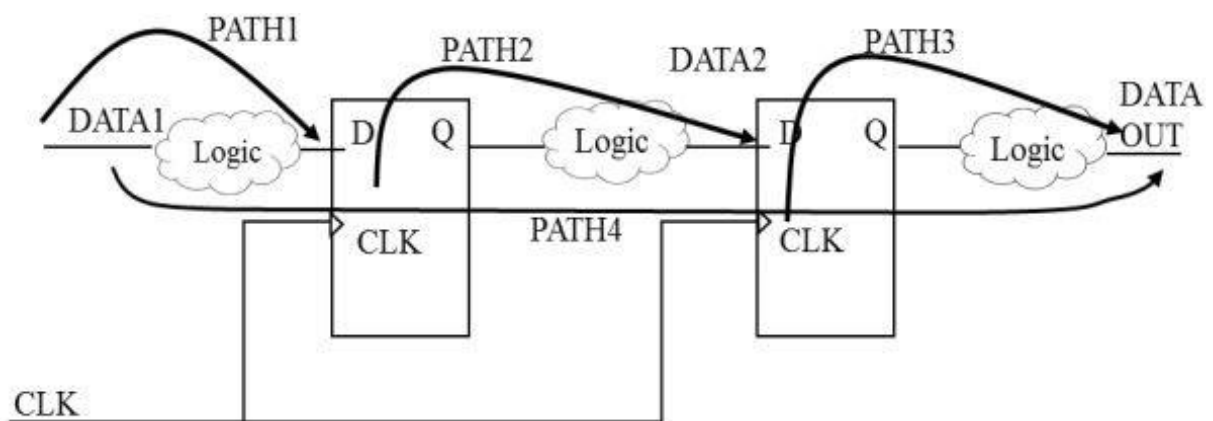 PATH1
PATH2
PATH3
DATA2
DATA
OUT
DATA1
Logic
D
Q
Logic
D
Q
Logic
PATH4
CLK
CLK
CLK